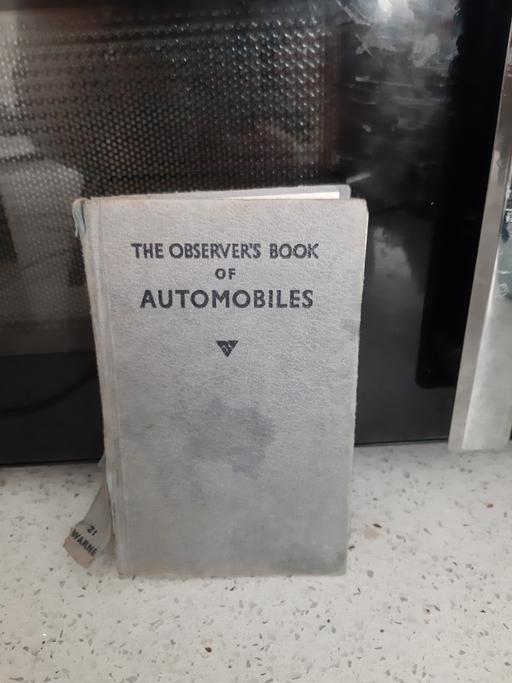 THE OBSERVER'S BOOK
OF
AUTOMOBILES
21
WARNE